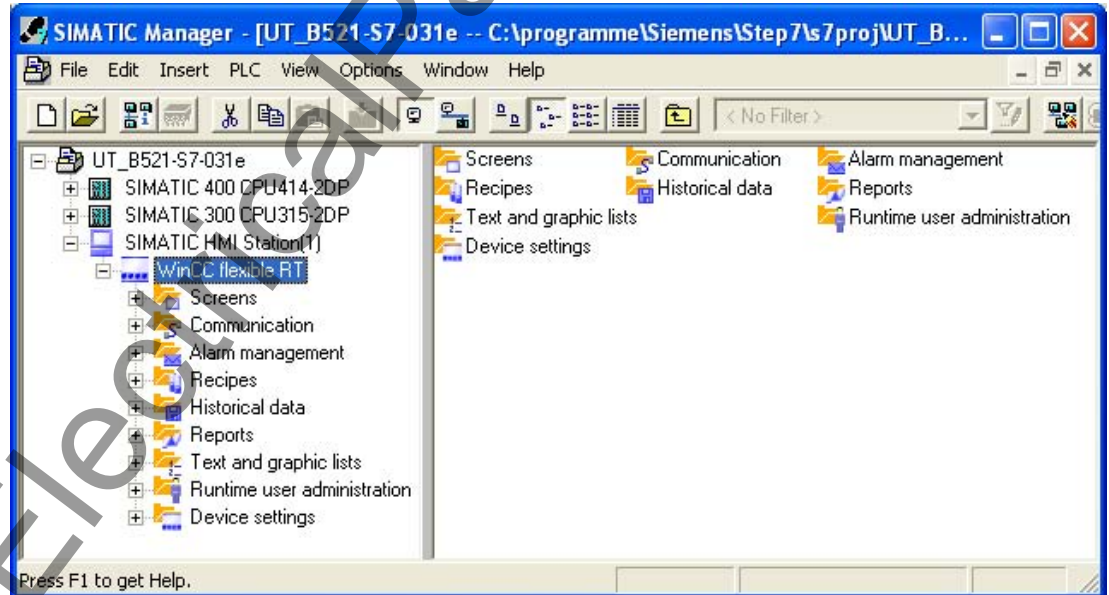 SIMATIC Manager - [UT_B521-S7-031e -- C:\programme\Siemens\Step7\s7proj\UT_B...
File Edit Insert PLC View Options Window Help
< No Filter >
UT_B521-S7-031e
SIMATIC 400 CPU414-2DP
SIMATIC 300 CPU315-2DP
SIMATIC HMI Station(1)
WinCC flexible RT
Screens
Communication
Alarm management
Recipes
Historical data
Reports
Text and graphic lists
Runtime user administration
Device settings
Screens Communication Alarm management
Recipes Historical data Reports
Text and graphic lists Runtime user administration
Device settings
Press F1 to get Help.